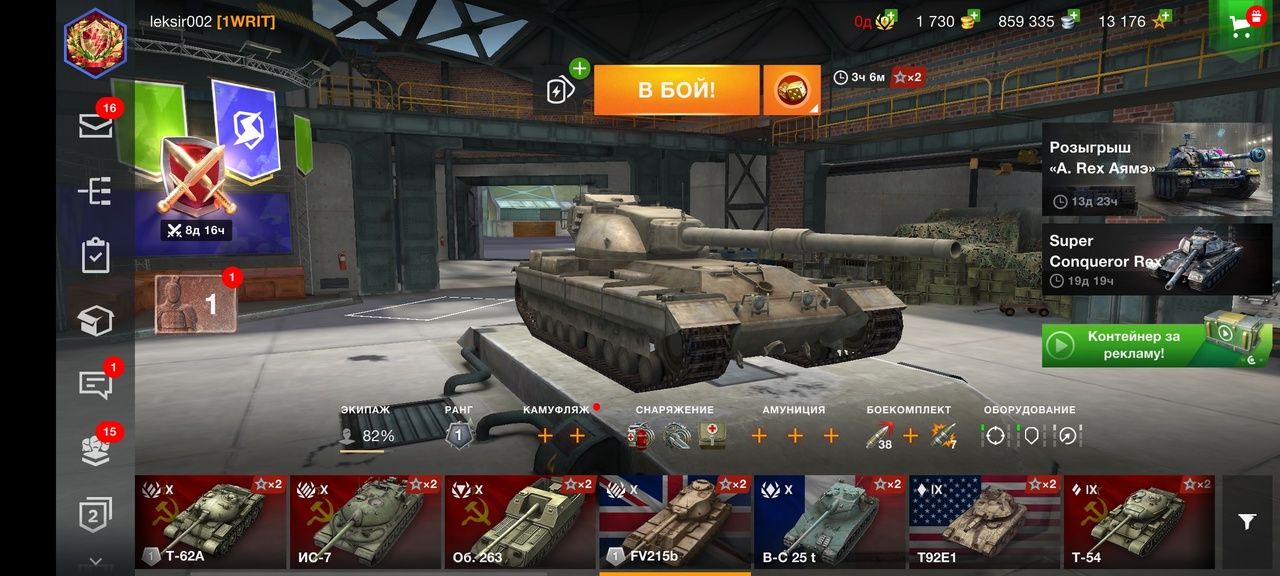 leksir002 [1WRIT]
0д
1 730
859 335
13 176
16
В БОЙ!
3ч 6м
×2
8д 16ч
Розыгрыш
«A. Rex Аямэ»
13д 23ч
Super
Conqueror Rex
19д 19ч
1
1
Контейнер за
рекламу!
1
15
2
ЭКИПАЖ
82%
РАНГ
1
КАМУФЛЯЖ
СНАРЯЖЕНИЕ
АМУНИЦИЯ
БОЕКОМПЛЕКТ
38
7
ОБОРУДОВАНИЕ
X
×2
1
Т-62А
X
×2
ИС-7
X
×2
Об. 263
X
×2
1
FV215b
X
×2
B-C 25 t
IX
×2
T92E1
IX
×2
Т-54